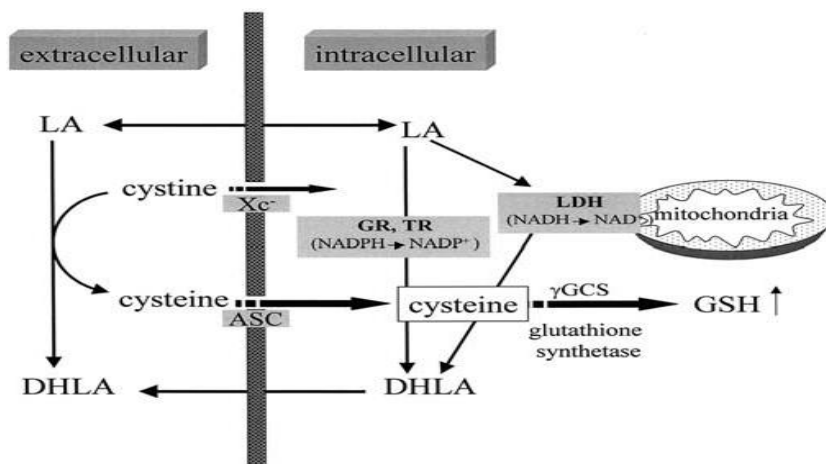 extracellular
intracellular
LA
LA
cystine
Xc-
LDH
(NADH → NAD+)
mitochondria
GR, TR
(NADPH → NADP+)
cysteine
ASC
cysteine
γGCS
GSH ↑
glutathione
synthetase
DHLA
DHLA